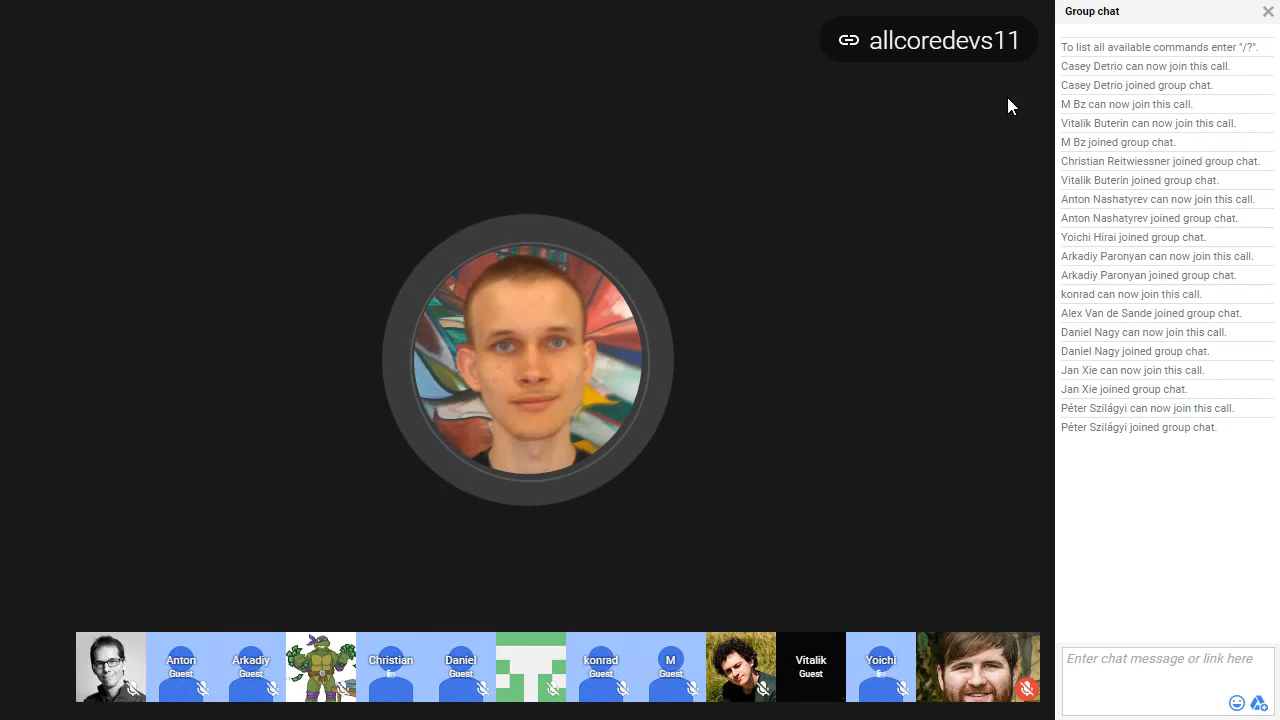 allcoredevs11
Group chat
To list all available commands enter "/?".
Casey Detrio can now join this call.
Casey Detrio joined group chat.
M Bz can now join this call.
Vitalik Buterin can now join this call.
M Bz joined group chat.
Christian Reitwiessner joined group chat.
Vitalik Buterin joined group chat.
Anton Nashatyrev can now join this call.
Anton Nashatyrev joined group chat.
Yoichi Hirai joined group chat.
Arkadiy Paronyan can now join this call.
Arkadiy Paronyan joined group chat.
konrad can now join this call.
Alex Van de Sande joined group chat.
Daniel Nagy can now join this call.
Daniel Nagy joined group chat.
Jan Xie can now join this call.
Jan Xie joined group chat.
Péter Szilágyi can now join this call.
Péter Szilágyi joined group chat.
Enter chat message or link here
Anton
Guest
Arkadiy
Guest
Christian
Daniel
Guest
konrad
Guest
M
M
Guest
Vitalik
Guest
Yoichi